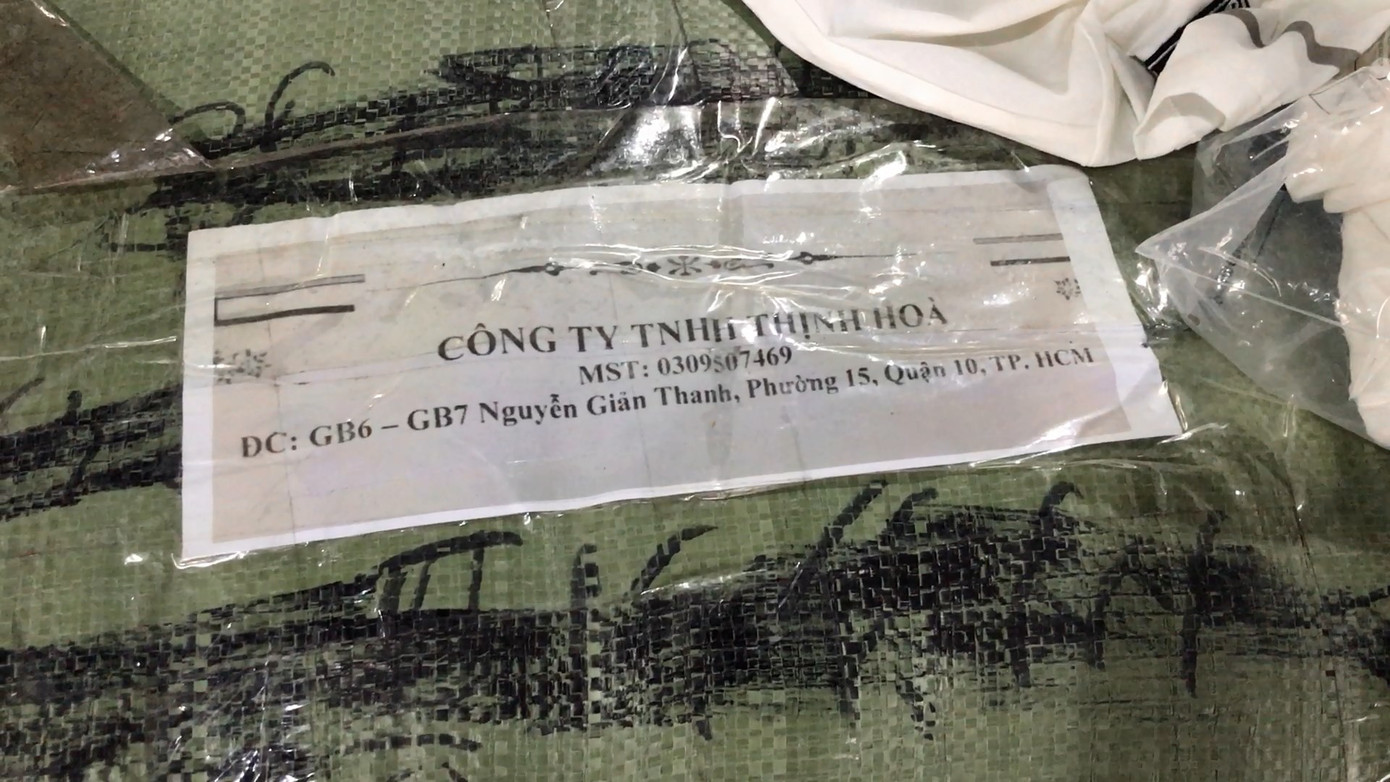 CÔNG TY TNHH THỊNH HOÀ
MST: 0309507469
ĐC: GB6 – GB7 Nguyễn Giản Thanh, Phường 15, Quận 10, TP. HCM